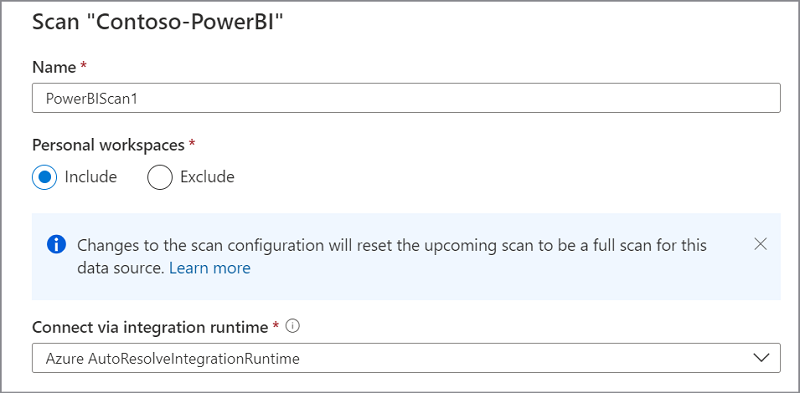 Scan "Contoso-PowerBI"
Name *
PowerBIScan1
Personal workspaces *
Include Exclude
Changes to the scan configuration will reset the upcoming scan to be a full scan for this
data source. Learn more
Connect via integration runtime *
Azure AutoResolveIntegrationRuntime